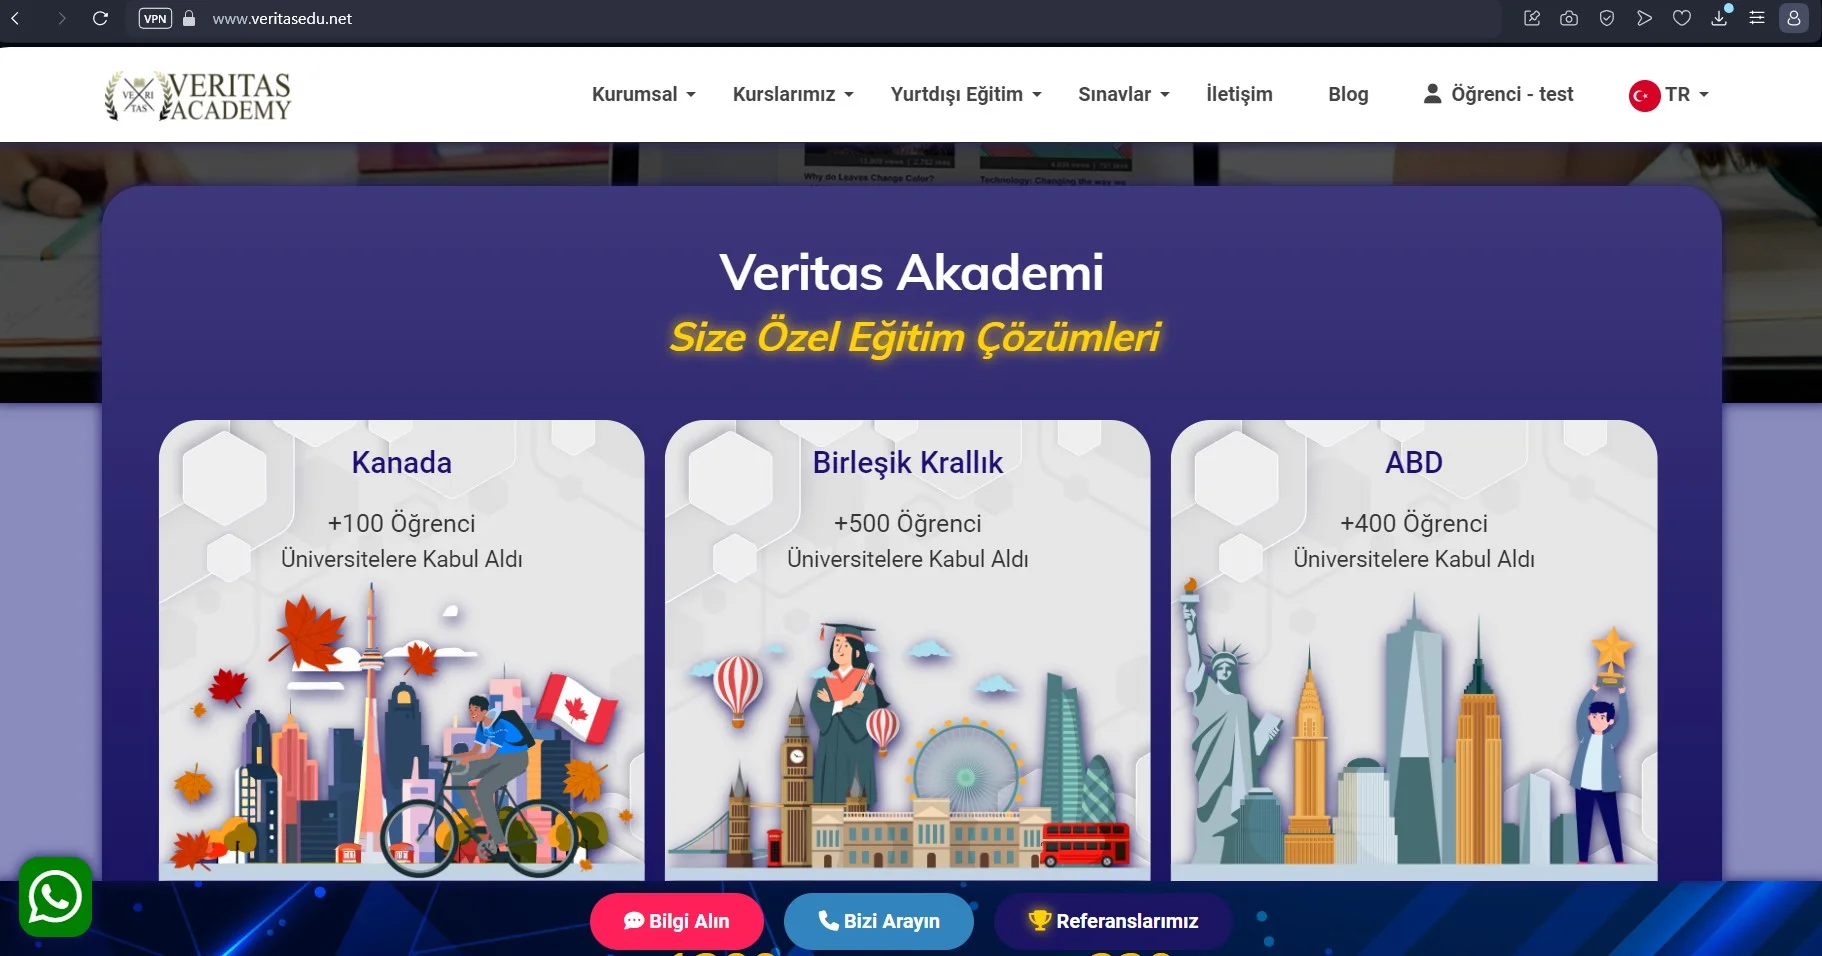 VPN
www.veritasedu.net
VE RI
TAS
VERITAS
ACADEMY
Kurumsal
Kurslarımız
Yurtdışı Eğitim
Sınavlar
İletişim
Blog
Öğrenci - test
TR
Why do Leaves Change Color?
Technology: Changing the way we
Veritas Akademi
Size Özel Eğitim Çözümleri
Kanada
+100 Öğrenci
Üniversitelere Kabul Aldı
Birleşik Krallık
+500 Öğrenci
Üniversitelere Kabul Aldı
ABD
+400 Öğrenci
Üniversitelere Kabul Aldı
Bilgi Alın
Bizi Arayın
Referanslarımız